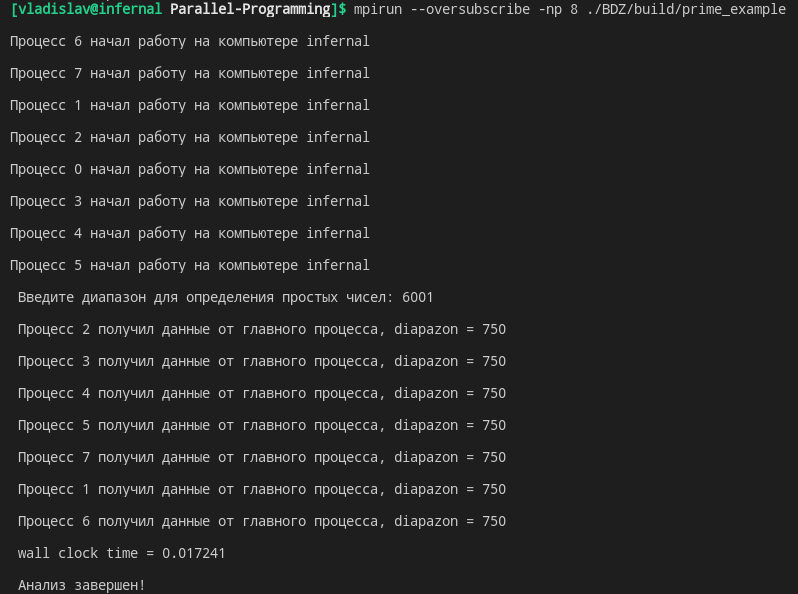 [vladislav@infernal Parallel-Programming]$ mpirun --oversubscribe -np 8 ./BDZ/build/prime_example
Процесс 6 начал работу на компьютере infernal
Процесс 7 начал работу на компьютере infernal
Процесс 1 начал работу на компьютере infernal
Процесс 2 начал работу на компьютере infernal
Процесс 0 начал работу на компьютере infernal
Процесс 3 начал работу на компьютере infernal
Процесс 4 начал работу на компьютере infernal
Процесс 5 начал работу на компьютере infernal
Введите диапазон для определения простых чисел: 6001
Процесс 2 получил данные от главного процесса, diapazon = 750
Процесс 3 получил данные от главного процесса, diapazon = 750
Процесс 4 получил данные от главного процесса, diapazon = 750
Процесс 5 получил данные от главного процесса, diapazon = 750
Процесс 7 получил данные от главного процесса, diapazon = 750
Процесс 1 получил данные от главного процесса, diapazon = 750
Процесс 6 получил данные от главного процесса, diapazon = 750
wall clock time = 0.017241
Анализ завершен!